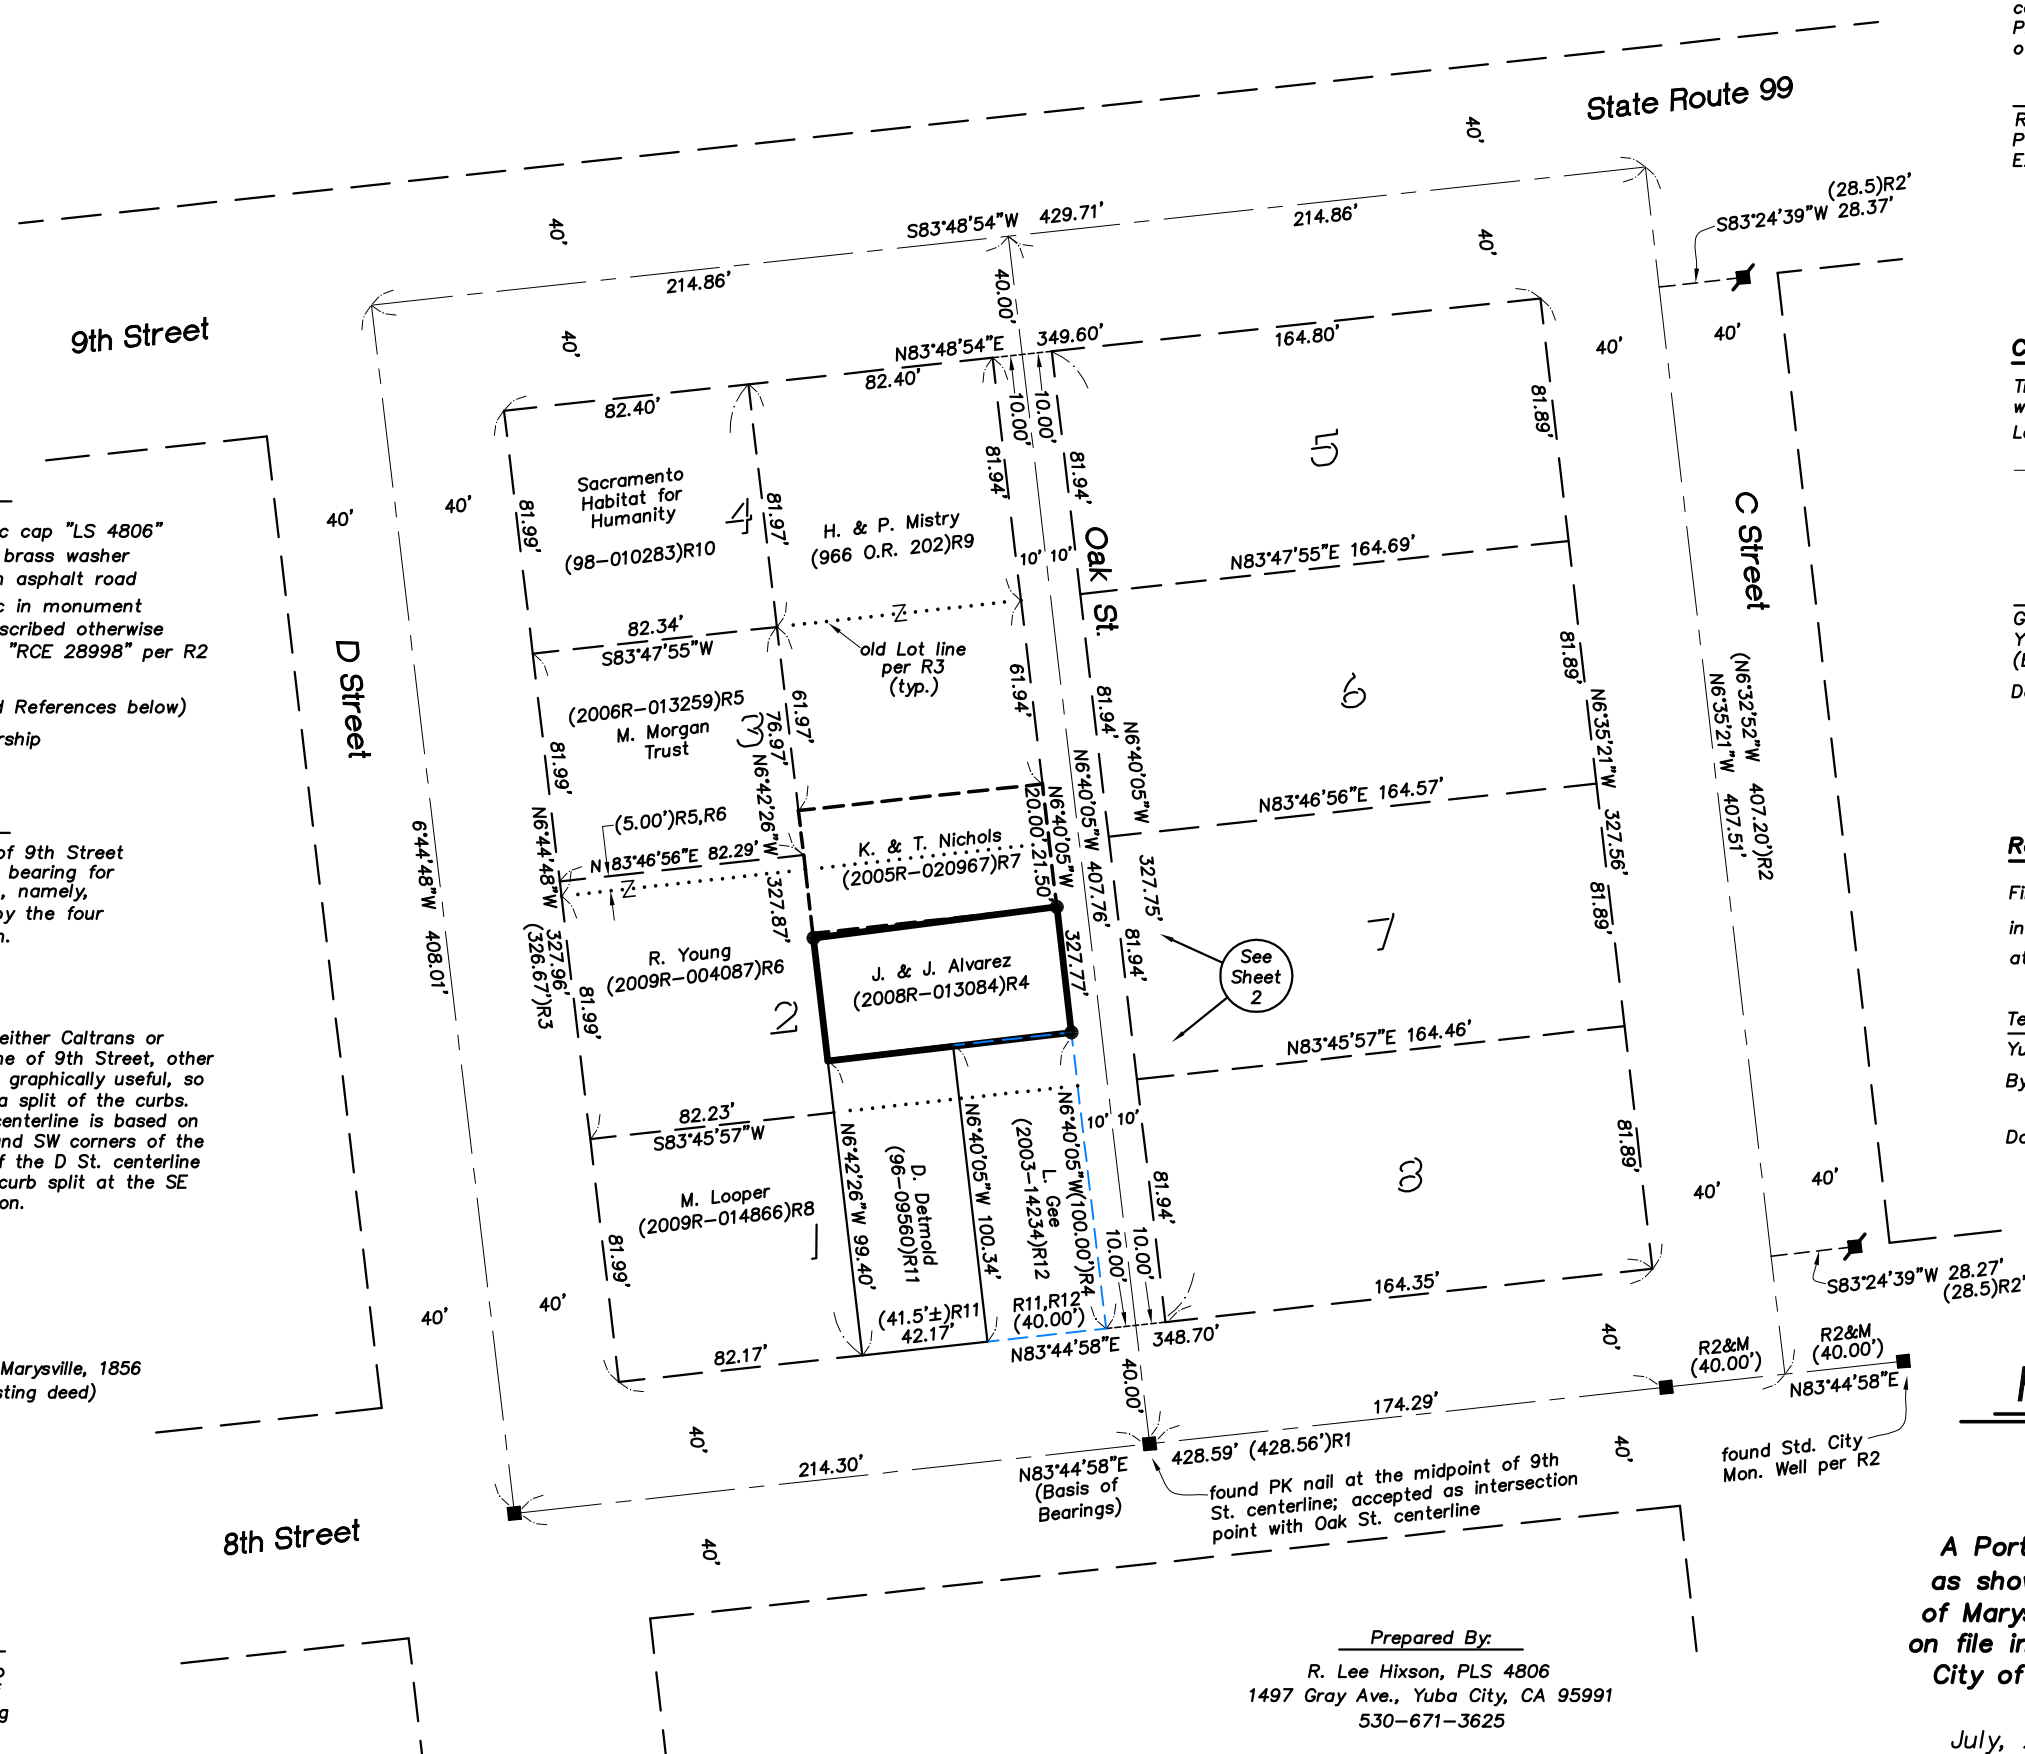 State Route 99
40'
(28.5)R2'
S83°24'39"W 28.37'
S83°48'54"W 429.71'
214.86'
40'
40'
214.86'
40.00'
9th Street
40'
N83°48'54"E 349.60'
164.80'
40'
40'
82.40'
82.40'
10.00'
10.00'
81.89'
81.94'
81.94'
5
Sacramento
Habitat for
Humanity
(98-010283)R10
4
81.99'
81.97'
H. & P. Mistry
(966 O.R. 202)R9
10' 10'
Oak St.
N83°47'55"E 164.69'
C Street
40'
40'
c cap "LS 4806"
brass washer
asphalt road
c in monument
scribed otherwise
"RCE 28998" per R2
References below)
rship
D Street
82.34'
S83°47'55"W
Z
old Lot line
per R3
(typ.)
61.94'
81.94'
6
81.89'
N6°35'21"W 327.56'
(N6°32'52"W 407.20')R2
N6°35'21"W 407.51'
(2006R-013259)R5
M. Morgan
Trust
3
61.97'
76.97'
81.99'
N6°42'26"W 327.87'
(5.00')R5,R6
N83°46'56"E 82.29'
Z
N6°44'48"W 327.96'
(326.67')R3
6°44'48"W 408.01'
K. & T. Nichols
(2005R-020967)R7
20.00' 21.50'
N6°40'05"W 327.77'
N6°40'05"W 407.76'
N6°40'05"W 327.75'
N83°46'56"E 164.57'
of 9th Street
bearing for
, namely,
by the four
n.
R. Young
(2009R-004087)R6
81.99'
2
J. & J. Alvarez
(2008R-013084)R4
81.94'
See
Sheet
2
7
81.89'
N83°45'57"E 164.46'
either Caltrans or
ne of 9th Street, other
graphically useful, so
a split of the curbs.
centerline is based on
and SW corners of the
f the D St. centerline
curb split at the SE
on.
82.23'
S83°45'57"W
M. Looper
(2009R-014866)R8
1
81.99'
N6°42'26"W 99.40'
D. Detmold
(96-09560)R11
N6°40'05"W 100.34'
L. Gee
(2003-14234)R12
N6°40'05"W(100.00')R4
10' 10'
81.94'
10.00'
10.00'
8
81.89'
40'
40'
S83°24'39"W 28.27'
(28.5)R2'
40'
40'
82.17'
(41.5'±)R11
42.17'
R11,R12
(40.00')
N83°44'58"E 348.70'
164.35'
40.00'
40'
R2&M
(40.00')
R2&M
(40.00')
N83°44'58"E
174.29'
Marysville, 1856
sting deed)
40'
214.30'
N83°44'58"E
(Basis of
Bearings)
428.59' (428.56')R1
found PK nail at the midpoint of 9th
St. centerline; accepted as intersection
point with Oak St. centerline
40'
found Std. City
Mon. Well per R2
8th Street
40'
Prepared By:
R. Lee Hixson, PLS 4806
1497 Gray Ave., Yuba City, CA 95991
530-671-3625
A Port
as show
of Marys
on file in
City of
July,